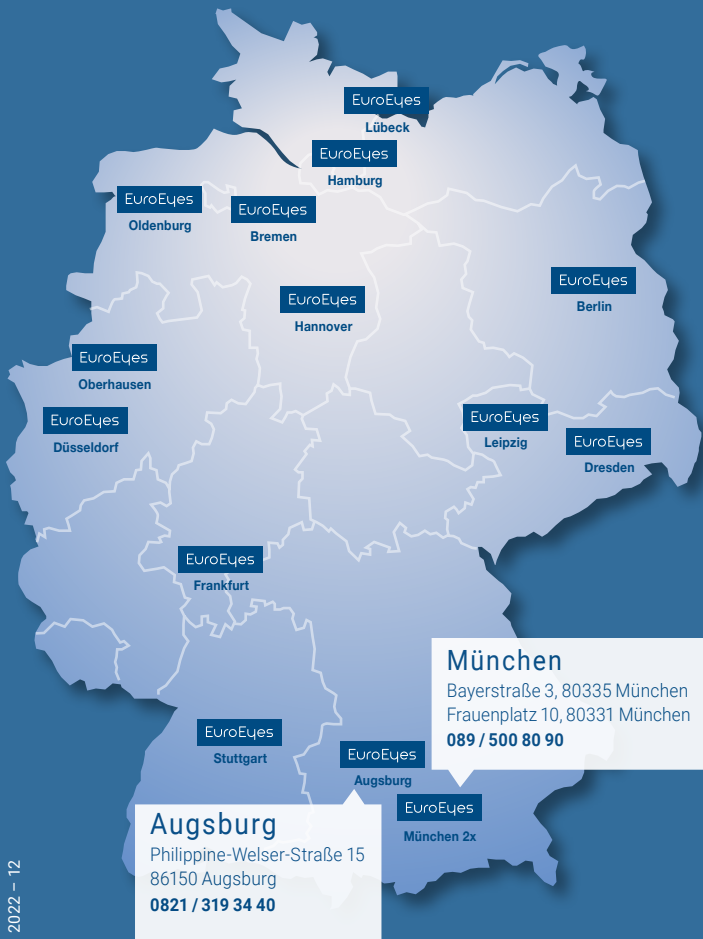 EuroEyes
Lübeck
EuroEyes
Hamburg
EuroEyes
Oldenburg
EuroEyes
Bremen
EuroEyes
Berlin
EuroEyes
Hannover
EuroEyes
Oberhausen
EuroEyes
Düsseldorf
EuroEyes
Leipzig
EuroEyes
Dresden
EuroEyes
Frankfurt
München
Bayerstraße 3, 80335 München
Frauenplatz 10, 80331 München
089 / 500 80 90
EuroEyes
Stuttgart
EuroEyes
Augsburg
EuroEyes
München 2x
Augsburg
Philippine-Welser-Straße 15
86150 Augsburg
0821 / 319 34 40
2022 – 12